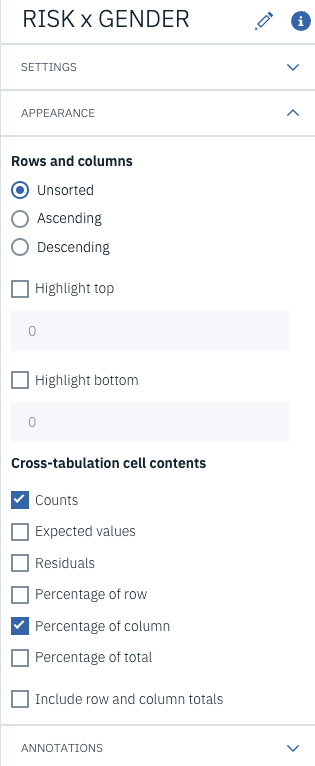 RISK x GENDER
SETTINGS
APPEARANCE
Rows and columns
Unsorted
Ascending
Descending
Highlight top
0
Highlight bottom
0
Cross-tabulation cell contents
Counts
Expected values
Residuals
Percentage of row
Percentage of column
Percentage of total
Include row and column totals
ANNOTATIONS